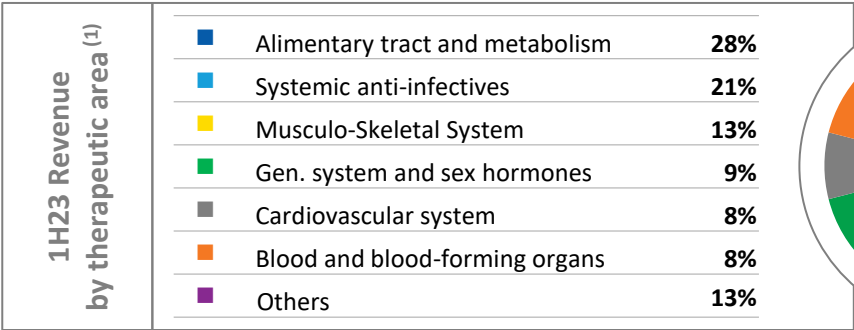 1H23 Revenue
by therapeutic area (1)
Alimentary tract and metabolism 28%
Systemic anti-infectives 21%
Musculo-Skeletal System 13%
Gen. system and sex hormones 9%
Cardiovascular system 8%
Blood and blood-forming organs 8%
Others 13%